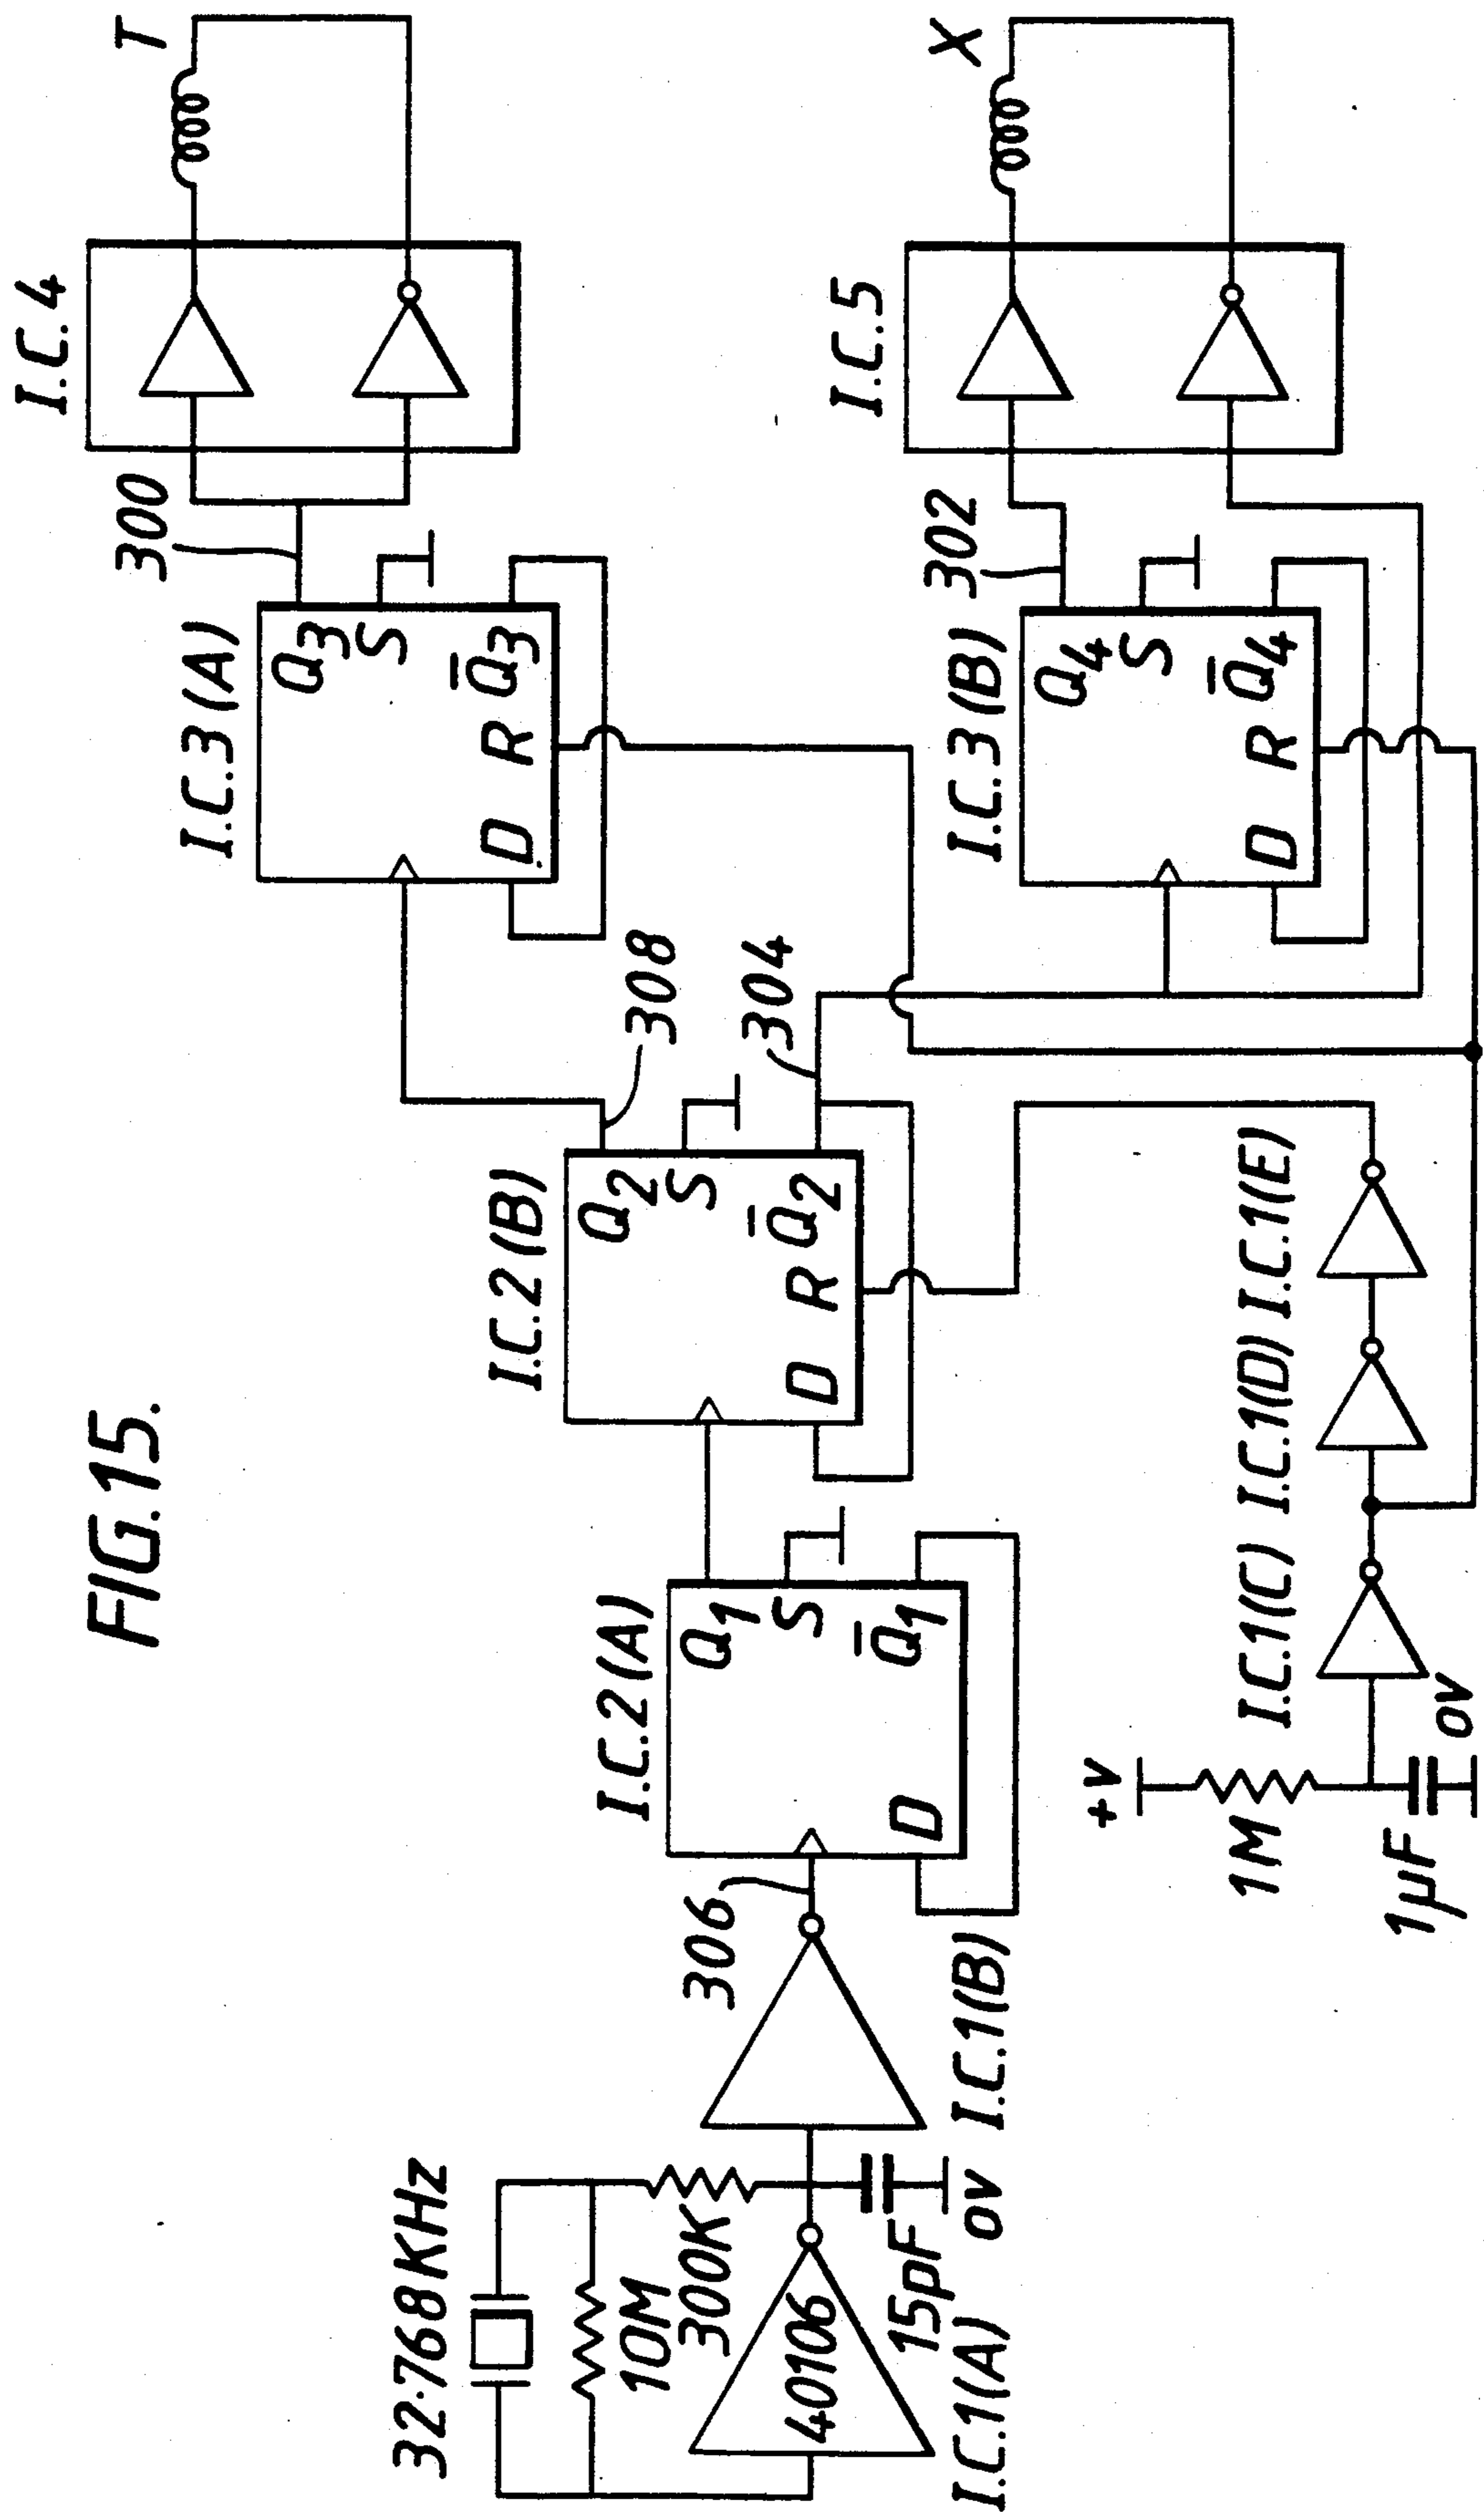 FIG.15.
32·768KHz
10M
300K
40106
15pF
0V
I.C.1(A)
306
I.C.1(B)
I.C.2(A)
Q1
S
Q̅1
D
I.C.2(B)
Q2
S
Q̅2
D R
308
304
I.C.3(A)
Q3
S
Q̅3
D R
300
I.C.4
T
I.C.3(B)
Q4
S
Q̅4
D R
302
I.C.5
X
+V
1M
1µF
0V
I.C.1(C) I.C.1(D) I.C.1(E)